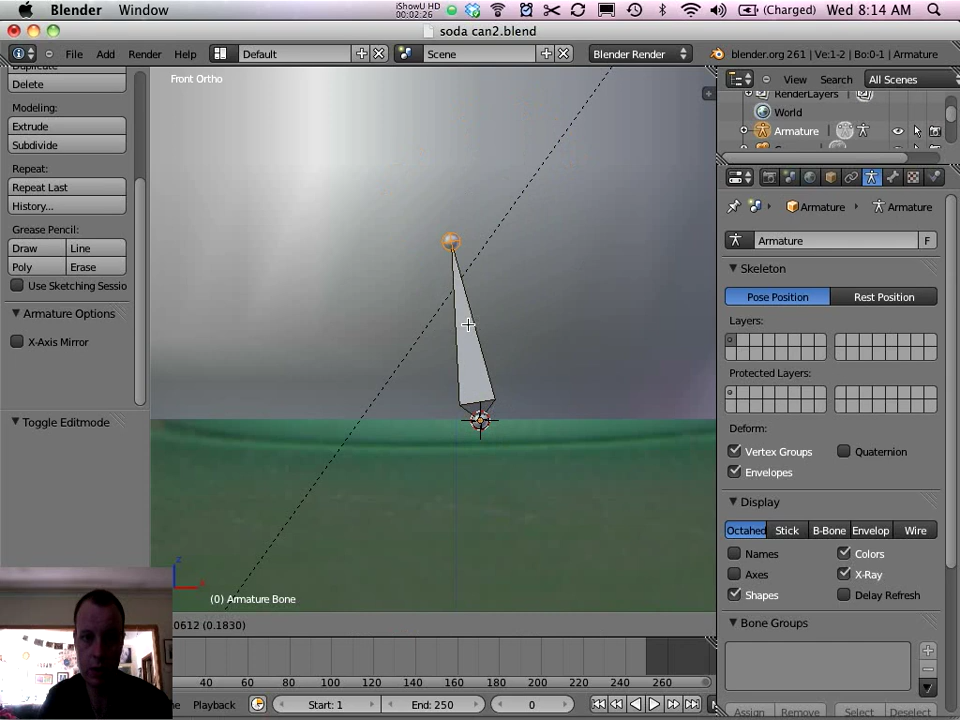 Blender Window iShowU HD 00:02:26 (Charged) Wed 8:14 AM
soda can2.blend
File Add Render Help Default Scene Blender Render blender.org 261 | Ve:1-2 | Bo:0-1 | Armature
Duplicate
Delete
Modeling:
Extrude
Subdivide
Repeat:
Repeat Last
History...
Grease Pencil:
Draw Line
Poly Erase
Use Sketching Sessio
Armature Options
X-Axis Mirror
Toggle Editmode
Front Ortho
z
x
(0) Armature Bone
0612 (0.1830)
40 60 80 100 120 140 160 180 200 220 240 260 280
yback Start: 1 End: 250 0
View Search All Scenes
RenderLayers
World
Armature
Armature Armature
Armature F
Skeleton
Pose Position Rest Position
Layers:
Protected Layers:
Deform:
Vertex Groups Quaternion
Envelopes
Display
Octahed Stick B-Bone Envelop Wire
Names Colors
Axes X-Ray
Shapes Delay Refresh
Bone Groups
Assign Remove Select Deselect